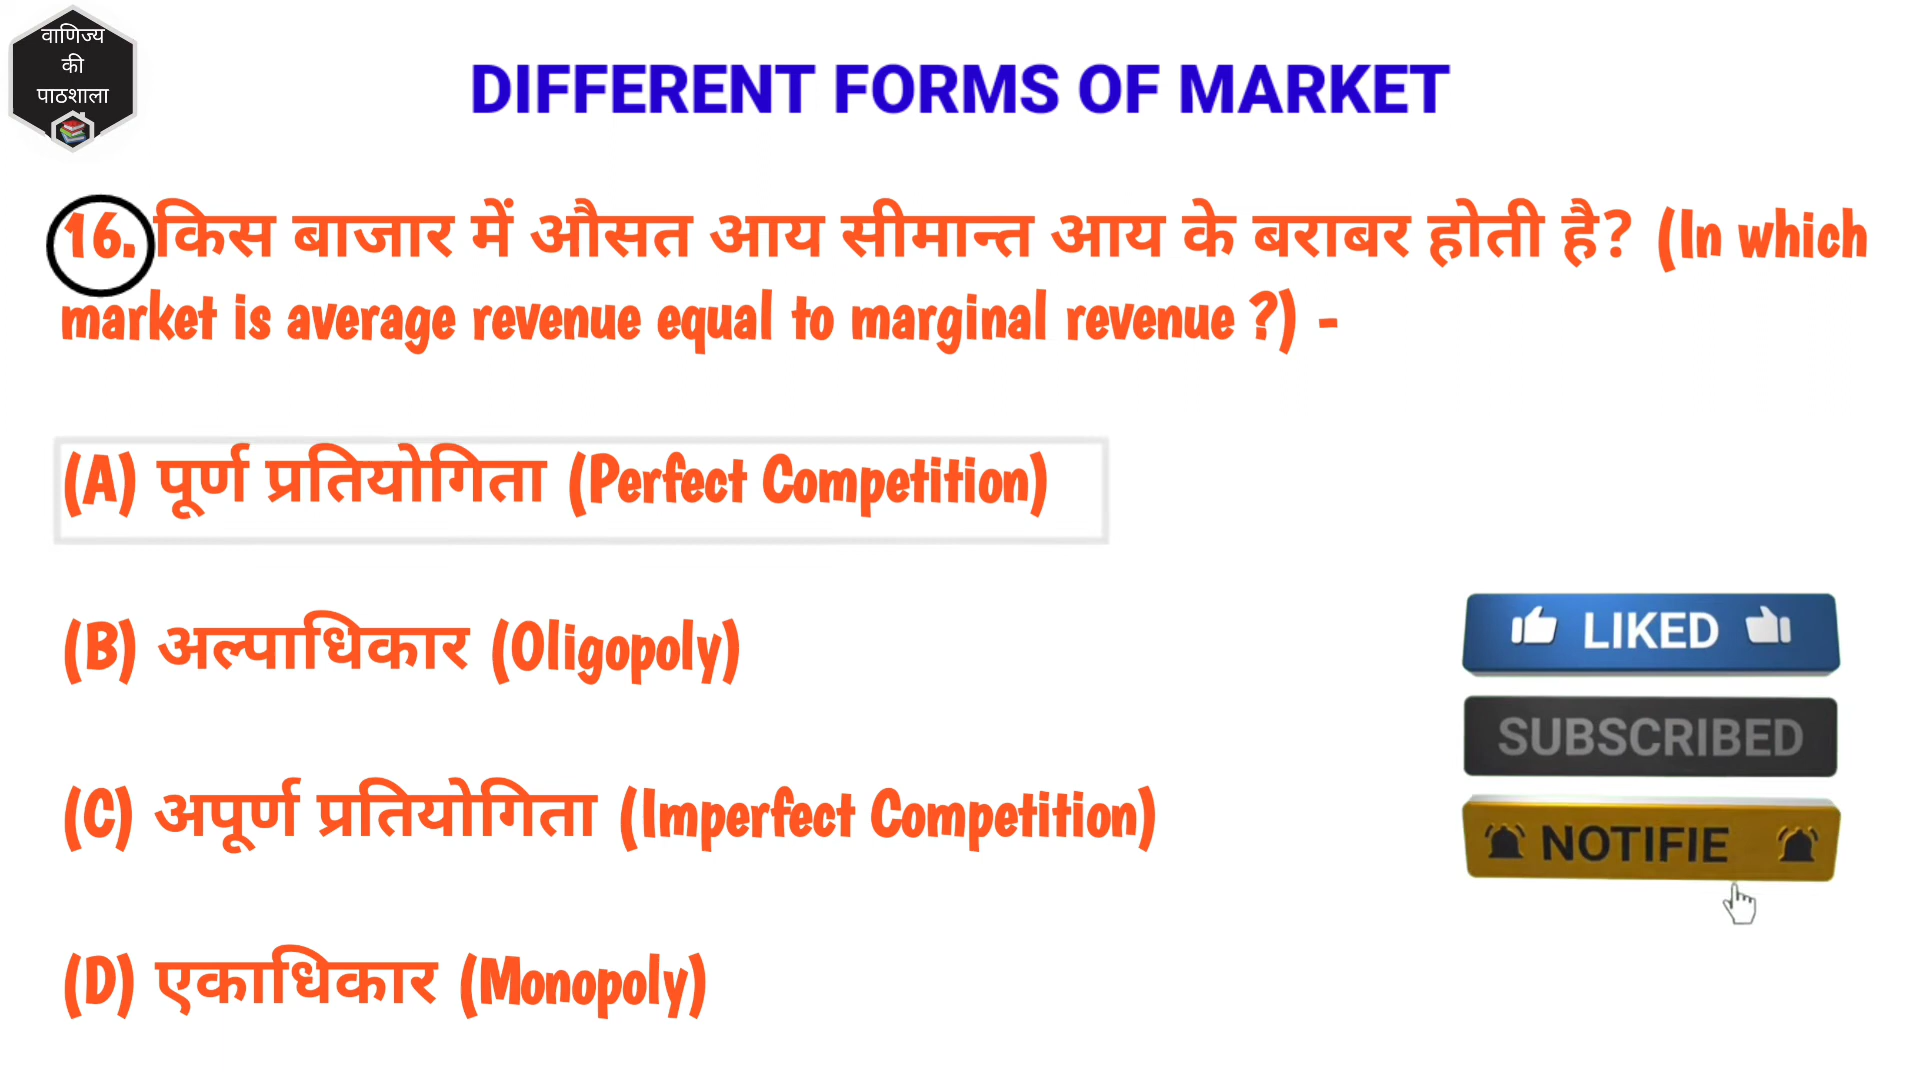 वाणिज्य
की
पाठशाला
DIFFERENT FORMS OF MARKET
16. किस बाजार में औसत आय सीमान्त आय के बराबर होती है? (In which
market is average revenue equal to marginal revenue ?) -
(A) पूर्ण प्रतियोगिता (Perfect Competition)
(B) अल्पाधिकार (Oligopoly)
LIKED
SUBSCRIBED
(C) अपूर्ण प्रतियोगिता (Imperfect Competition)
NOTIFIE
(D) एकाधिकार (Monopoly)